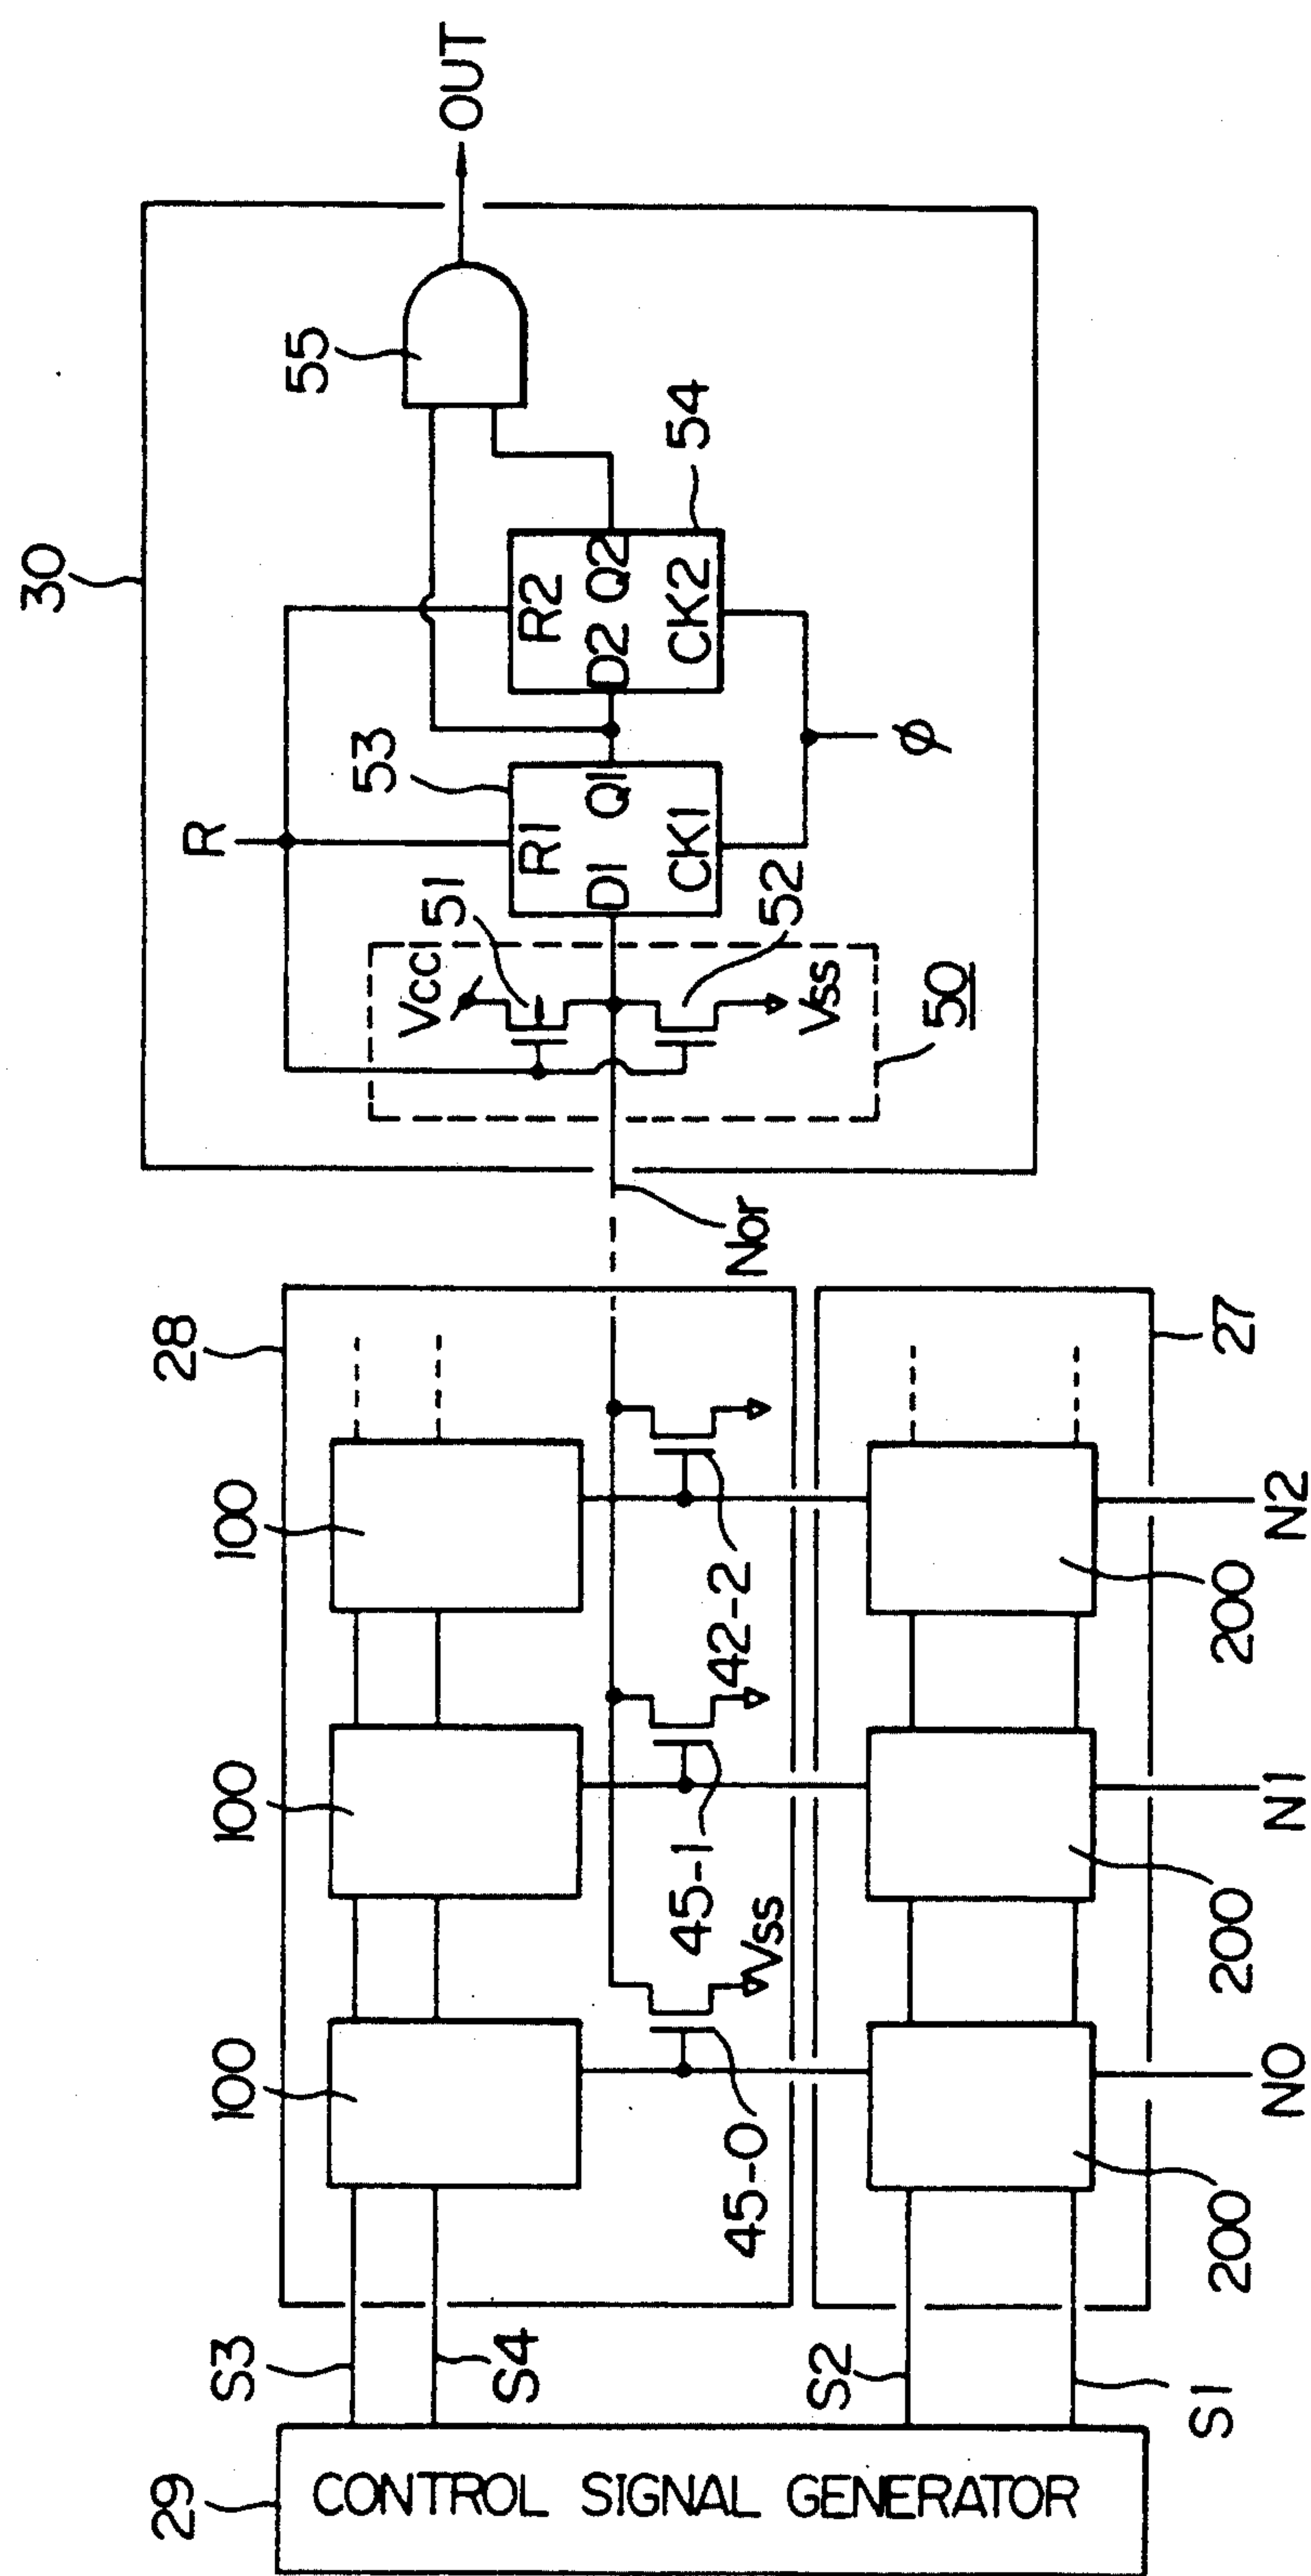 30
OUT
55
R
53
54
R1
D1
Q1
CK1
R2
D2
Q2
CK2
Vcc
51
52
Vss
50
φ
28
Nor
100
100
100
42-2
45-1
Vss
45-0
27
200
200
200
N2
N1
N0
29
S3
S4
S2
S1
CONTROL SIGNAL GENERATOR